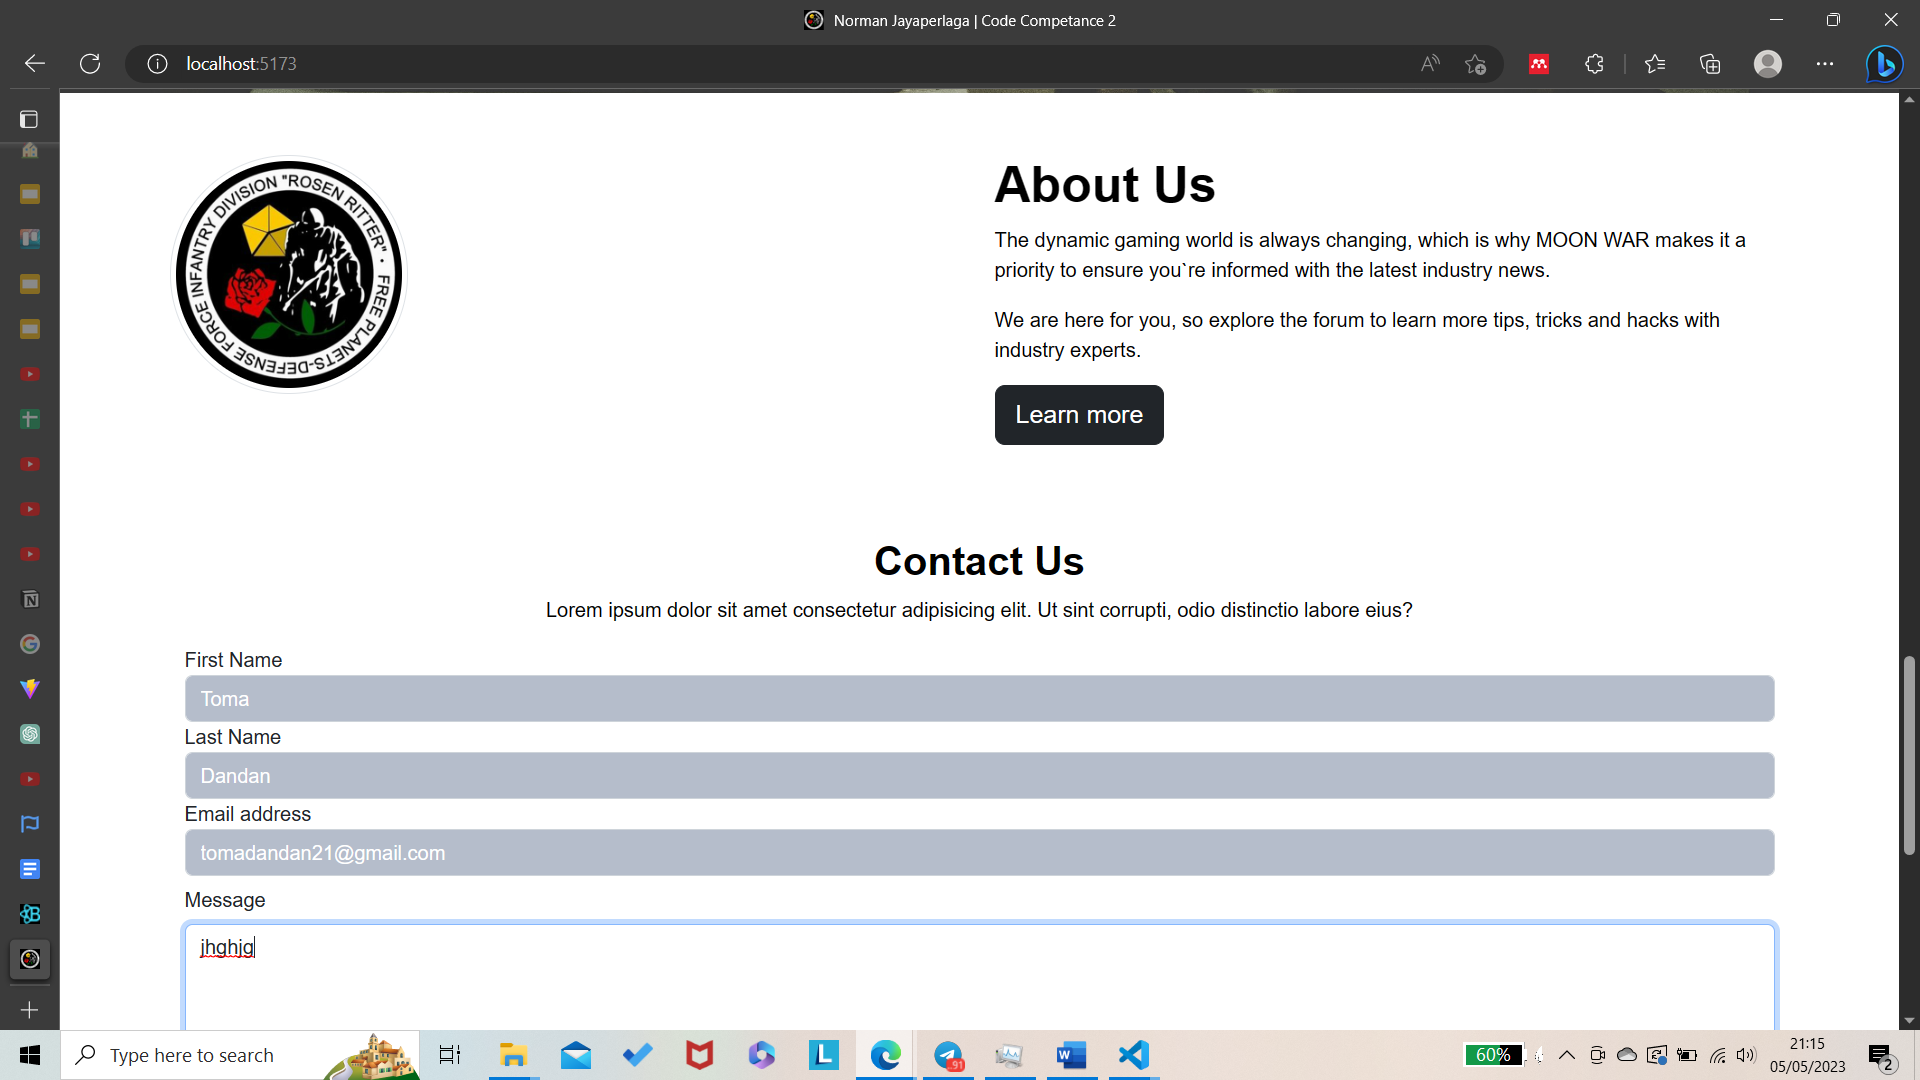 Norman Jayaperlaga | Code Competance 2
localhost:5173
FREE PLANETS-DEFENSE FORCE INFANTRY DIVISION "ROSEN RITTER" •
About Us
The dynamic gaming world is always changing, which is why MOON WAR makes it a
priority to ensure you`re informed with the latest industry news.
We are here for you, so explore the forum to learn more tips, tricks and hacks with
industry experts.
Learn more
Contact Us
Lorem ipsum dolor sit amet consectetur adipisicing elit. Ut sint corrupti, odio distinctio labore eius?
First Name
Toma
Last Name
Dandan
Email address
tomadandan21@gmail.com
Message
jhghjg
Type here to search
91
60%
21:15
05/05/2023
2